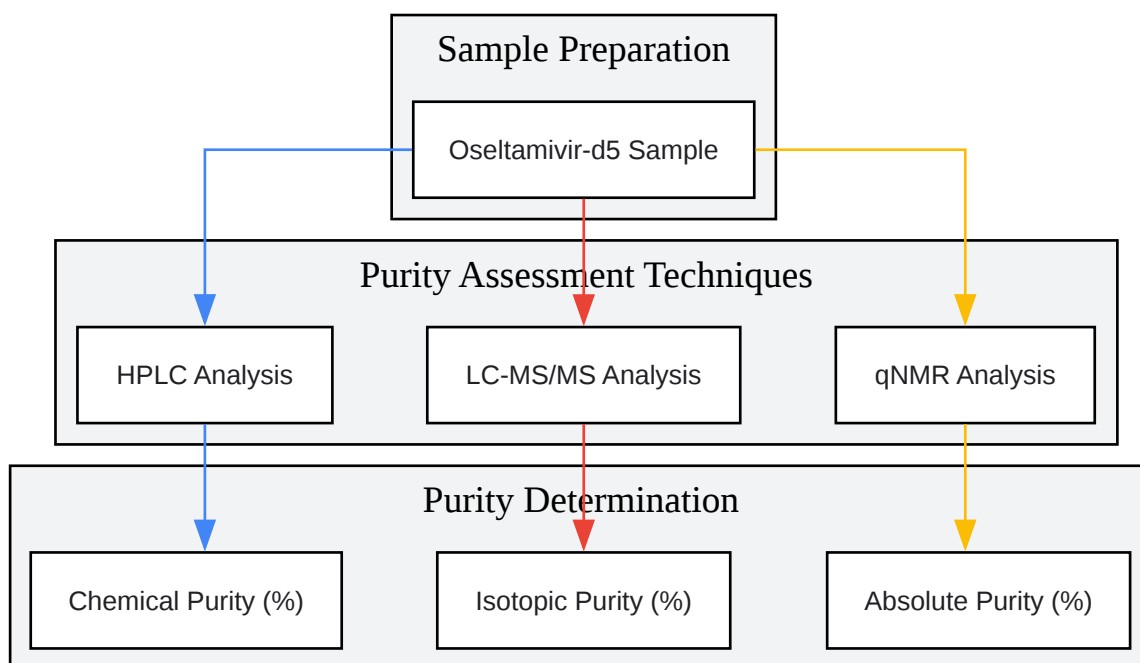 Sample Preparation
Oseltamivir-d5 Sample
Purity Assessment Techniques
HPLC Analysis
LC-MS/MS Analysis
qNMR Analysis
Purity Determination
Chemical Purity (%)
Isotopic Purity (%)
Absolute Purity (%)